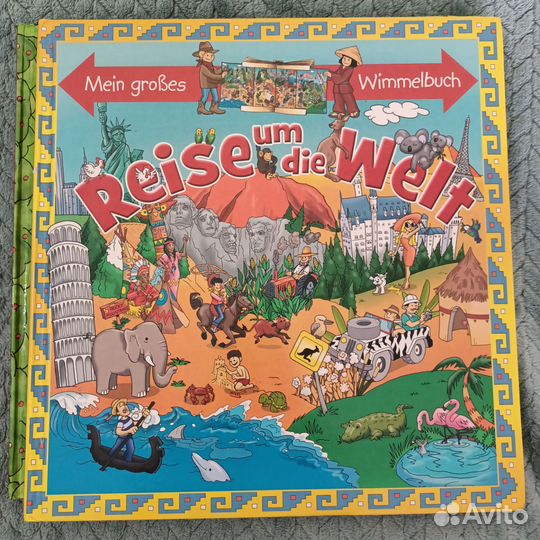 Mein großes Wimmelbuch
Reise um die Welt
Avito